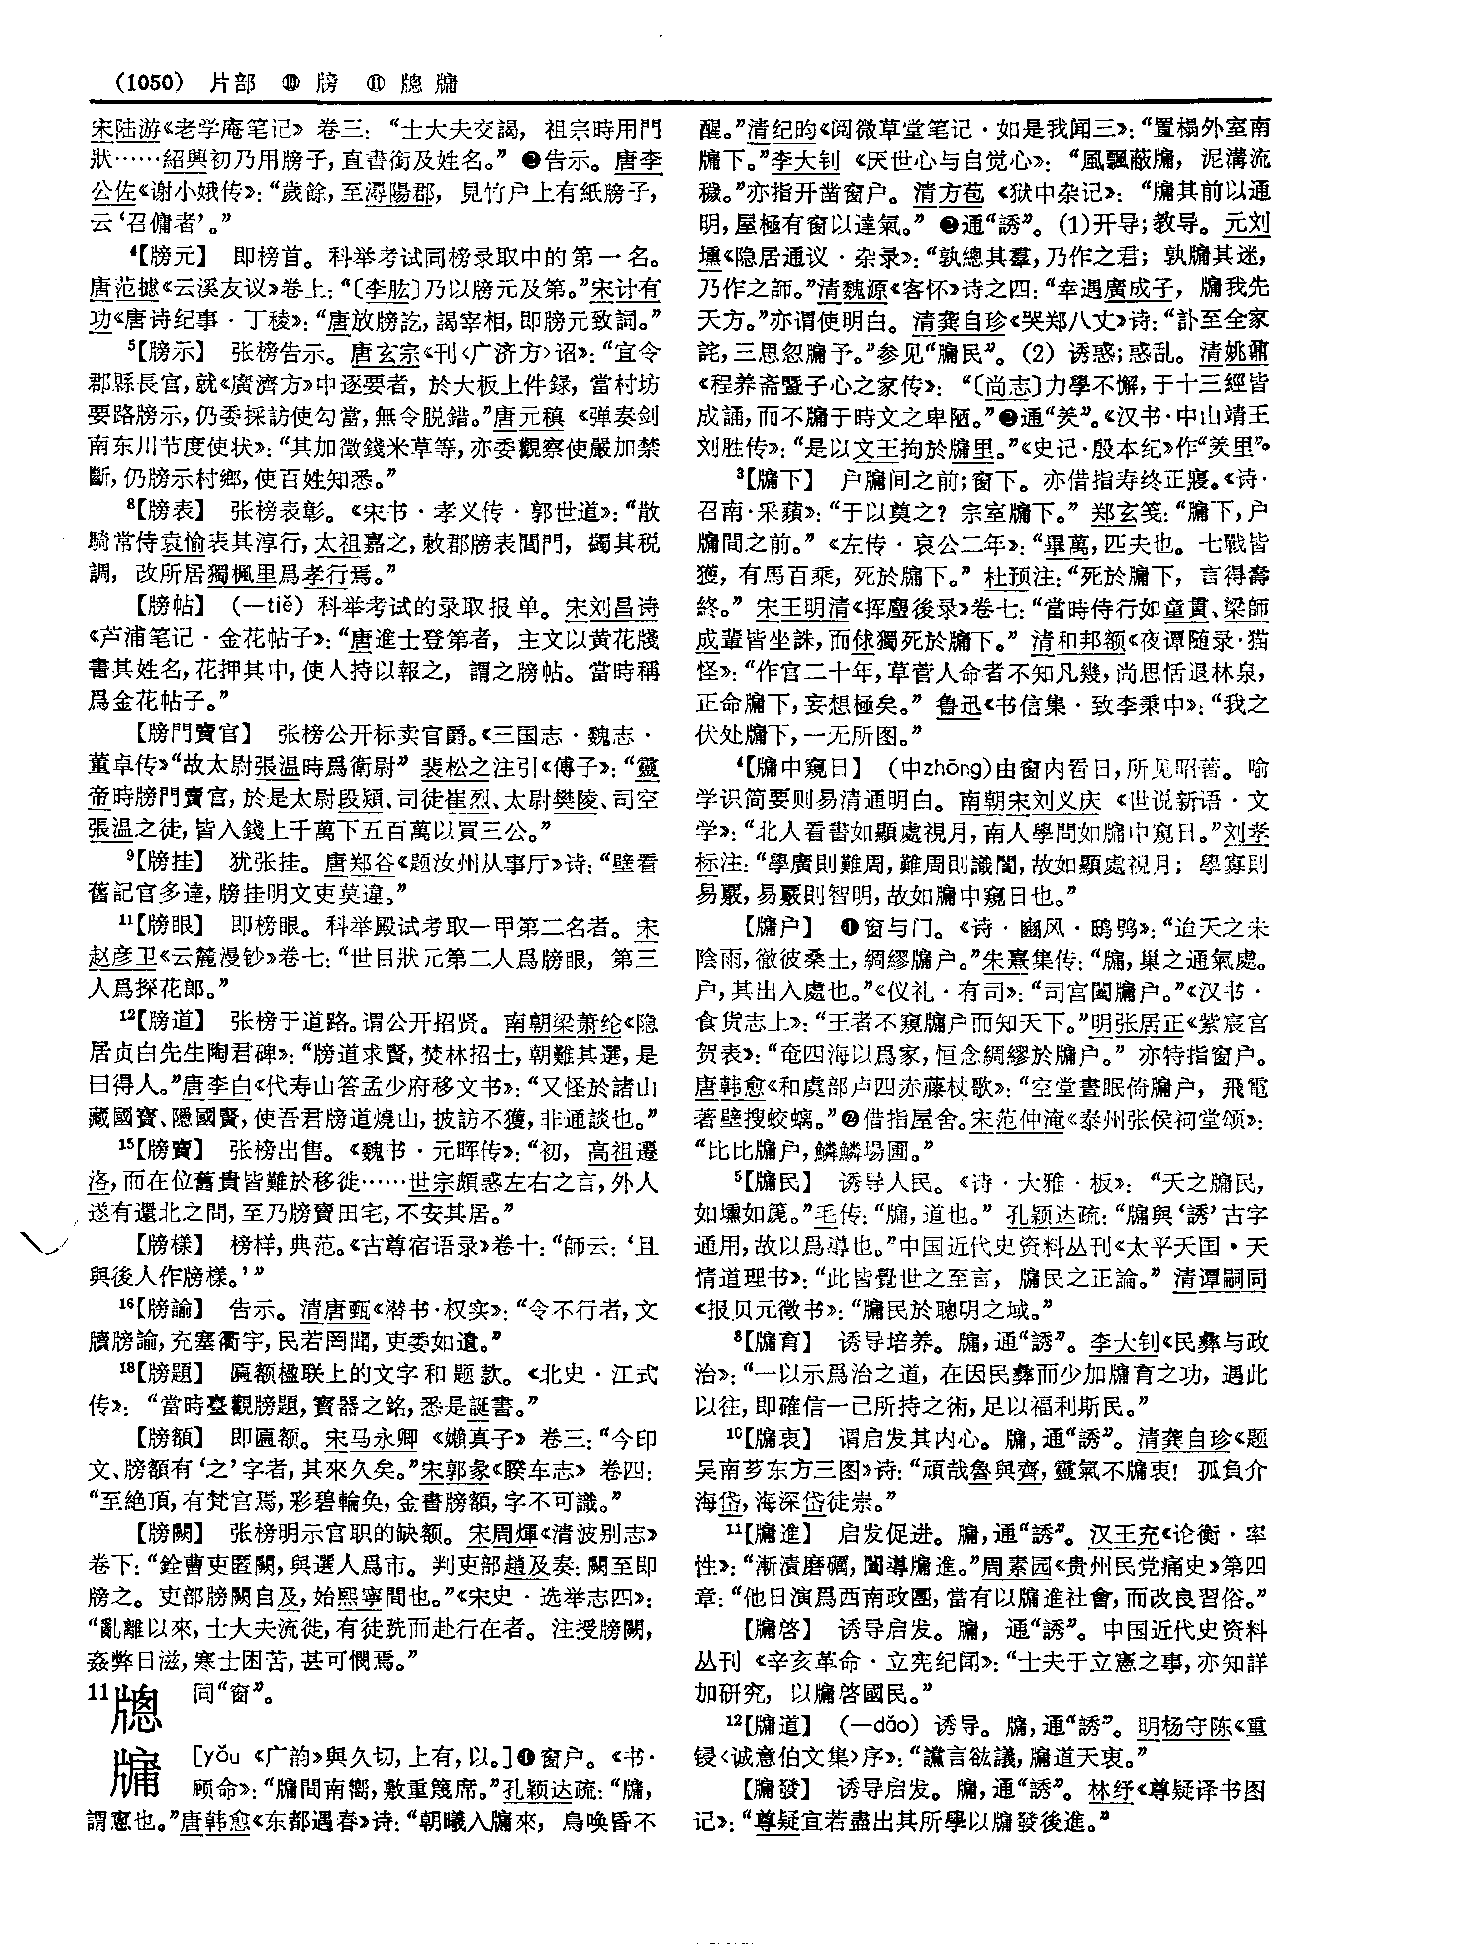 (1050) 片部 ⑩ 牓 ⑪ 牕 牖
宋陆游《老学庵笔记》卷三：“士大夫交謁，祖宗時用門
狀……紹興初乃用牓子，直書銜及姓名。”❷告示。唐李
公佐《谢小娥传》：“歲餘，至潯陽郡，見竹户上有紙牓子，
云‘召傭者’。”
⁴【牓元】 即榜首。科举考试同榜录取中的第一名。
唐范摅《云溪友议》卷上：“〔李肱〕乃以牓元及第。”宋计有
功《唐诗纪事·丁稜》：“唐放牓訖，謁宰相，即牓元致詞。”
⁵【牓示】 张榜告示。唐玄宗《刊〈广济方〉诏》：“宜令
郡縣長官，就《廣濟方》中逐要者，於大板上件録，當村坊
要路牓示，仍委採訪使勾當，無令脱錯。”唐元稹《弹奏剑
南东川节度使状》：“其加徵錢米草等，亦委觀察使嚴加禁
斷，仍牓示村鄉，使百姓知悉。”
⁸【牓表】 张榜表彰。《宋书·孝义传·郭世道》：“散
騎常侍袁愉表其淳行，太祖嘉之，敕郡牓表閭門，蠲其税
調，改所居獨楓里爲孝行焉。”
【牓帖】 （—tiě）科举考试的录取报单。宋刘昌诗
《芦浦笔记·金花帖子》：“唐進士登第者，主文以黄花牋
書其姓名，花押其中，使人持以報之，謂之牓帖。當時稱
爲金花帖子。”
【牓門賣官】 张榜公开标卖官爵。《三国志·魏志·
董卓传》“故太尉張温時爲衛尉”裴松之注引《傅子》：“靈
帝時牓門賣官，於是太尉段熲、司徒崔烈、太尉樊陵、司空
張温之徒，皆入錢上千萬下五百萬以買三公。”
⁹【牓挂】 犹张挂。唐郑谷《题汝州从事厅》诗：“壁看
舊記官多達，牓挂明文吏莫違。”
¹¹【牓眼】 即榜眼。科举殿试考取一甲第二名者。宋
赵彦卫《云麓漫钞》卷七：“世目狀元第二人爲牓眼，第三
人爲探花郎。”
¹²【牓道】 张榜于道路。谓公开招贤。南朝梁萧纶《隐
居贞白先生陶君碑》：“牓道求賢，焚林招士，朝難其選，是
曰得人。”唐李白《代寿山答孟少府移文书》：“又怪於諸山
藏國寶、隱國賢，使吾君牓道燒山，披訪不獲，非通談也。”
¹⁵【牓賣】 张榜出售。《魏书·元晖传》：“初，高祖遷
洛，而在位舊貴皆難於移徙……世宗頗惑左右之言，外人
遂有還北之問，至乃牓賣田宅，不安其居。”
【牓様】 榜样，典范。《古尊宿语录》卷十：“師云：‘且
與後人作牓様。’”
¹⁶【牓諭】 告示。清唐甄《潜书·权实》：“令不行者，文
牘牓諭，充塞衢宇，民若罔聞，吏委如遺。”
¹⁸【牓題】 匾额楹联上的文字和题款。《北史·江式
传》：“當時臺觀牓題，寳器之銘，悉是誕書。”
【牓額】 即匾额。宋马永卿《嬾真子》卷三：“今印
文、牓額有‘之’字者，其來久矣。”宋郭彖《睽车志》卷四：
“至絶頂，有梵宫焉，彩碧輪奂，金書牓額，字不可識。”
【牓闕】 张榜明示官职的缺额。宋周煇《清波别志》
卷下：“銓曹吏匿闕，與選人爲市。判吏部趙及奏：闕至即
牓之。吏部牓闕自及，始熙寧間也。”《宋史·选举志四》：
“亂離以來，士大夫流徙，有徒跣而赴行在者。注授牓闕，
姦弊日滋，寒士困苦，甚可憫焉。”
11 牕 同“窗”。
牖 [yǒu 《广韵》與久切，上有，以。]❶窗户。《书·
顾命》：“牖間南嚮，敷重篾席。”孔颖达疏：“牖，
謂窻也。”唐韩愈《东都遇春》诗：“朝曦入牖來，鳥唤昏不
醒。”清纪昀《阅微草堂笔记·如是我闻三》：“置榻外室南
牖下。”李大钊《厌世心与自觉心》：“風飄蔽牖，泥溝流
穢。”亦指开凿窗户。清方苞《狱中杂记》：“牖其前以通
明，屋極有窗以達氣。”❷通“誘”。(1)开导；教导。元刘
壎《隐居通议·杂录》：“孰總其羣，乃作之君；孰牖其迷，
乃作之師。”清魏源《客怀》诗之四：“幸遇廣成子，牖我先
天方。”亦谓使明白。清龚自珍《哭郑八丈》诗：“訃至全家
詫，三思忽牖予。”参见“牖民”。(2)诱惑；惑乱。清姚鼐
《程养斋暨子心之家传》：“〔尚志〕力學不懈，于十三經皆
成誦，而不牖于時文之卑陋。”❸通“羑”。《汉书·中山靖王
刘胜传》：“是以文王拘於牖里。”《史记·殷本纪》作“羑里”。
³【牖下】 户牖间之前；窗下。亦借指寿终正寝。《诗·
召南·采蘋》：“于以奠之？宗室牖下。”郑玄笺：“牖下，户
牖間之前。”《左传·哀公二年》：“畢萬，匹夫也。七戰皆
獲，有馬百乘，死於牖下。”杜预注：“死於牖下，言得壽
終。”宋王明清《挥麈後录》卷七：“當時侍行如童貫、梁師
成輩皆坐誅，而俅獨死於牖下。”清和邦额《夜谭随录·猫
怪》：“作官二十年，草菅人命者不知凡幾，尚思恬退林泉，
正命牖下，妄想極矣。”鲁迅《书信集·致李秉中》：“我之
伏处牖下，一无所图。”
⁴【牖中窺日】 （中zhōng）由窗内看日，所见昭著。喻
学识简要则易清通明白。南朝宋刘义庆《世说新语·文
学》：“北人看書如顯處視月，南人學問如牖中窺日。”刘孝
标注：“學廣則難周，難周則識闇，故如顯處視月；學寡則
易覈，易覈則智明，故如牖中窺日也。”
【牖户】 ❶窗与门。《诗·豳风·鸱鸮》：“迨天之未
陰雨，徹彼桑土，綢繆牖户。”朱熹集传：“牖，巢之通氣處。
户，其出入處也。”《仪礼·有司》：“司宫闔牖户。”《汉书·
食货志上》：“王者不窺牖户而知天下。”明张居正《紫宸宫
贺表》：“奄四海以爲家，恒念綢繆於牖户。”亦特指窗户。
唐韩愈《和虞部卢四赤藤杖歌》：“空堂晝眠倚牖户，飛電
著壁搜蛟螭。”❷借指屋舍。宋范仲淹《泰州张侯祠堂颂》：
“比比牖户，鱗鱗場圃。”
⁵【牖民】 诱导人民。《诗·大雅·板》：“天之牖民，
如壎如篪。”毛传：“牖，道也。”孔颖达疏：“牖與‘誘’古字
通用，故以爲導也。”中国近代史资料丛刊《太平天国·天
情道理书》：“此皆覺世之至言，牖民之正論。”清谭嗣同
《报贝元徵书》：“牖民於聰明之域。”
⁸【牖育】 诱导培养。牖，通“誘”。李大钊《民彝与政
治》：“一以示爲治之道，在因民彝而少加牖育之功，過此
以往，即確信一己所持之術，足以福利斯民。”
¹⁰【牖衷】 谓启发其内心。牖，通“誘”。清龚自珍《题
吴南芗东方三图》诗：“頑哉魯與齊，靈氣不牖衷！孤負介
海岱，海深岱徒崇。”
¹¹【牖進】 启发促进。牖，通“誘”。汉王充《论衡·率
性》：“漸漬磨礪，闓導牖進。”周素园《贵州民党痛史》第四
章：“他日演爲西南政團，當有以牖進社會，而改良習俗。”
【牖啓】 诱导启发。牖，通“誘”。中国近代史资料
丛刊《辛亥革命·立宪纪闻》：“士夫于立憲之事，亦知詳
加研究，以牖啓國民。”
¹²【牖道】 （—dǎo）诱导。牖，通“誘”。明杨守陈《重
锓〈诚意伯文集〉序》：“讜言谹議，牖道天衷。”
【牖發】 诱导启发。牖，通“誘”。林纾《尊疑译书图
记》：“尊疑宜若盡出其所學以牖發後進。”